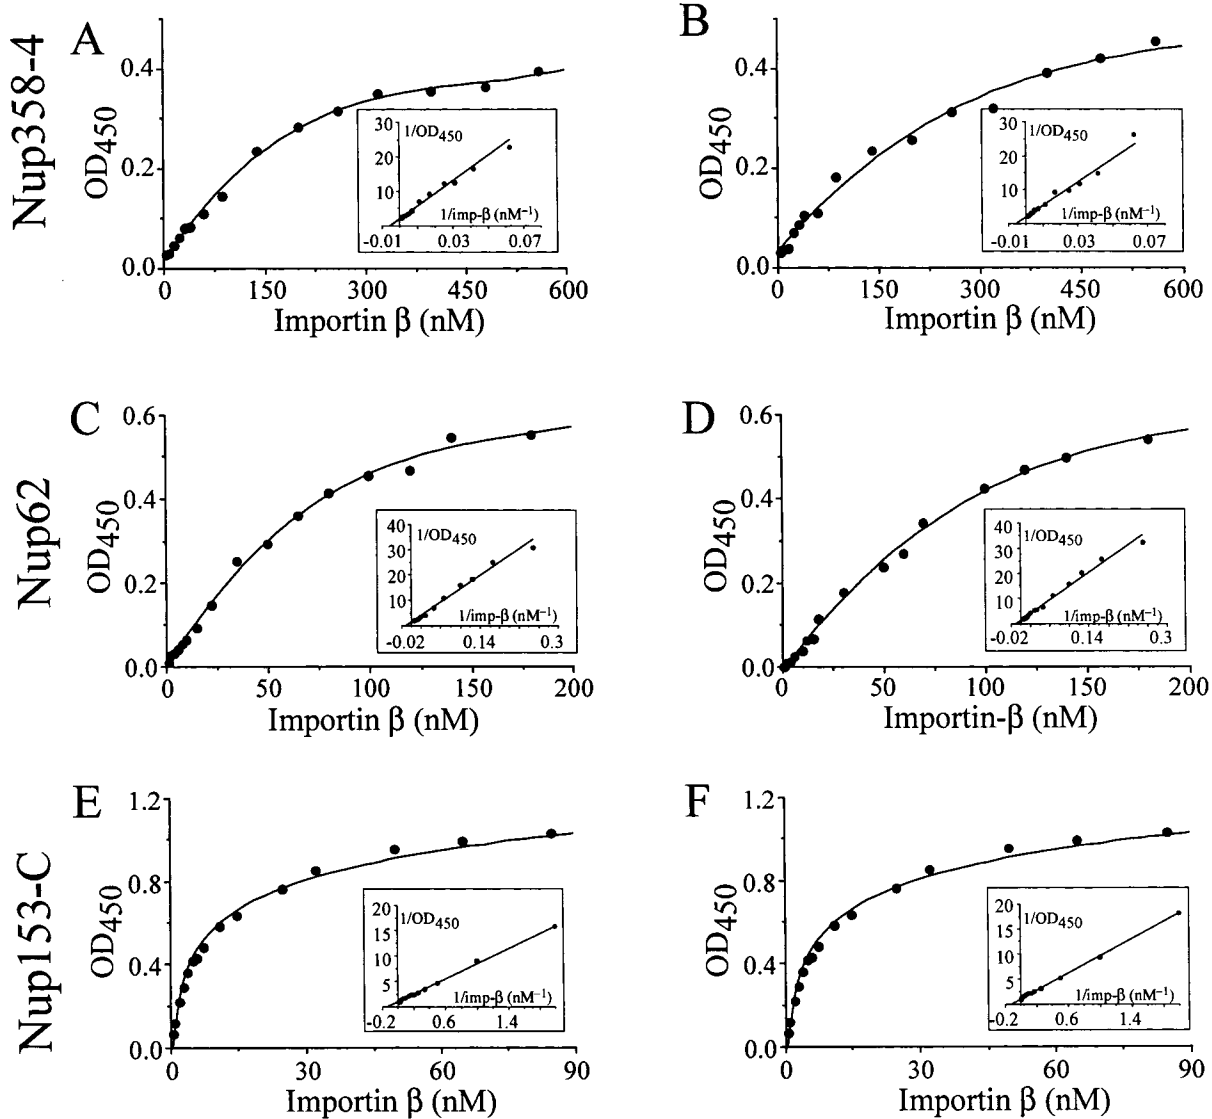 Nup358-4
A
OD450
0.4
0.2
0.0
0 150 300 450 600
Importin β (nM)
1/OD450
30
20
10
1/imp-β (nM−1)
-0.01 0.03 0.07
B
OD450
0.4
0.2
0.0
0 150 300 450 600
Importin β (nM)
1/OD450
30
20
10
1/imp-β (nM−1)
-0.01 0.03 0.07
Nup62
C
OD450
0.6
0.4
0.2
0.0
0 50 100 150 200
Importin β (nM)
1/OD450
40
30
20
10
1/imp-β (nM−1)
-0.02 0.14 0.3
D
OD450
0.6
0.4
0.2
0.0
0 50 100 150 200
Importin-β (nM)
1/OD450
40
30
20
10
1/imp-β (nM−1)
-0.02 0.14 0.3
Nup153-C
E
OD450
1.2
0.8
0.4
0.0
0 30 60 90
Importin β (nM)
1/OD450
20
15
10
5
1/imp-β (nM−1)
-0.2 0.6 1.4
F
OD450
1.2
0.8
0.4
0.0
0 30 60 90
Importin β (nM)
1/OD450
20
15
10
5
1/imp-β (nM−1)
-0.2 0.6 1.4